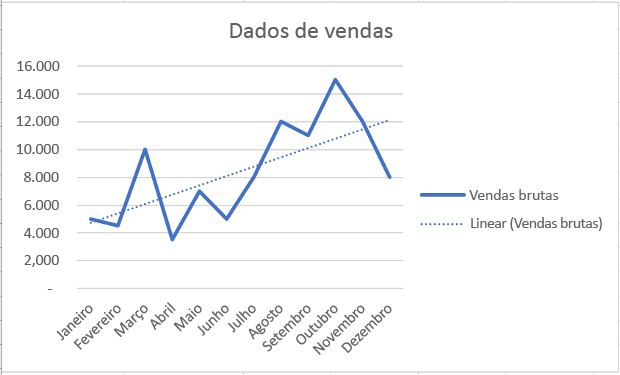 Dados de vendas
16.000
14.000
12.000
10.000
8.000
6.000
4.000
2,000
-
Janeiro
Fevereiro
Março
Abril
Maio
Junho
Julho
Agosto
Setembro
Outubro
Novembro
Dezembro
Vendas brutas
Linear (Vendas brutas)